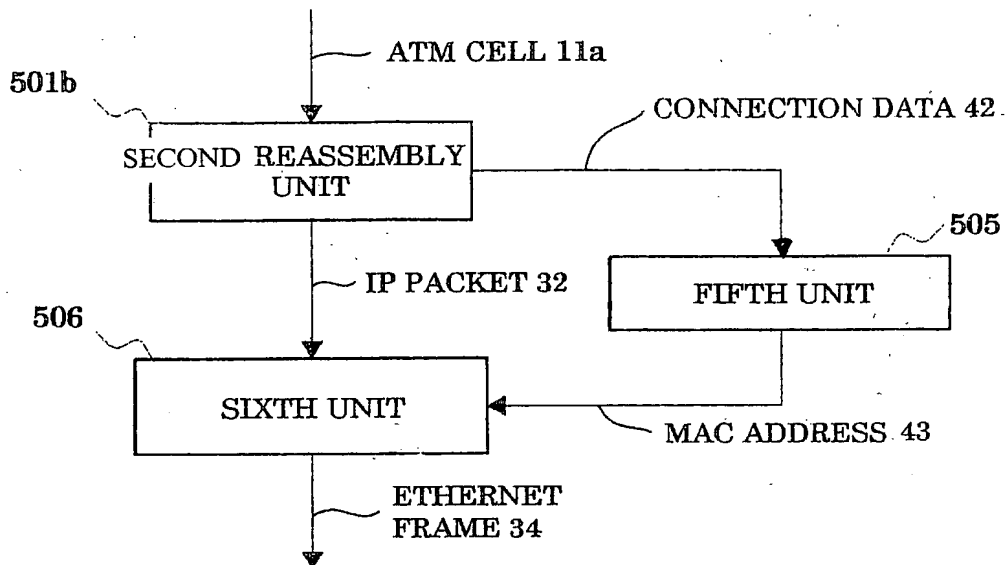 ATM CELL 11a
501b
CONNECTION DATA 42
SECOND REASSEMBLY
UNIT
505
IP PACKET 32
FIFTH UNIT
506
SIXTH UNIT
MAC ADDRESS 43
ETHERNET
FRAME 34